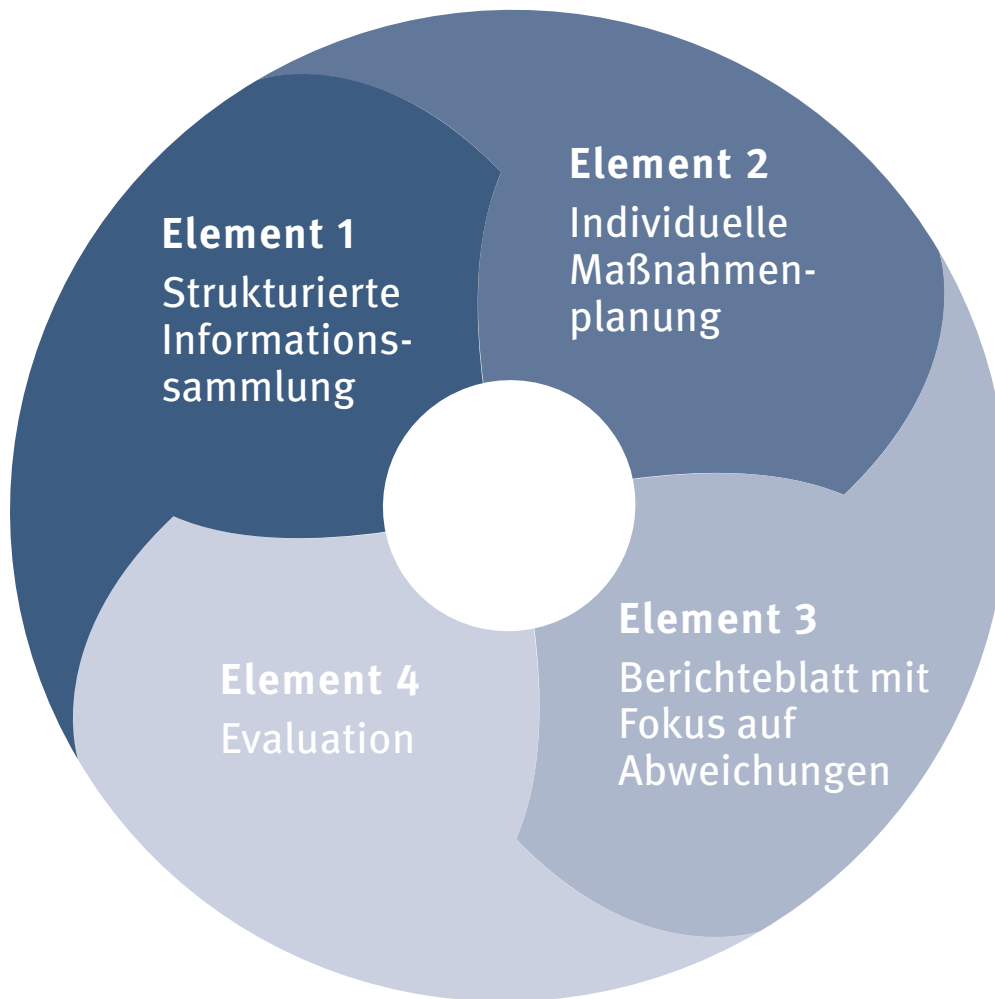 Element 1
Strukturierte
Informations-
sammlung
Element 2
Individuelle
Maßnahmen-
planung
Element 3
Berichteblatt mit
Fokus auf
Abweichungen
Element 4
Evaluation